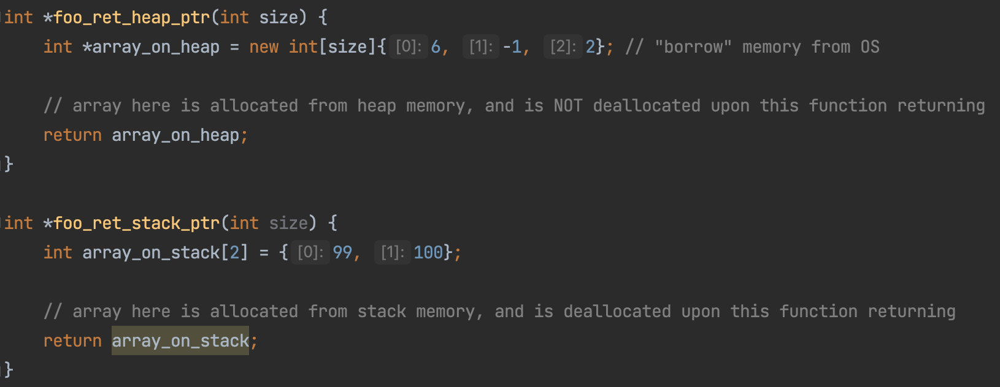 int *foo_ret_heap_ptr(int size) {
    int *array_on_heap = new int[size]{[0]: 6, [1]: -1, [2]: 2}; // "borrow" memory from OS
    // array here is allocated from heap memory, and is NOT deallocated upon this function returning
    return array_on_heap;
}
int *foo_ret_stack_ptr(int size) {
    int array_on_stack[2] = {[0]: 99, [1]: 100};
    // array here is allocated from stack memory, and is deallocated upon this function returning
    return array_on_stack;
}